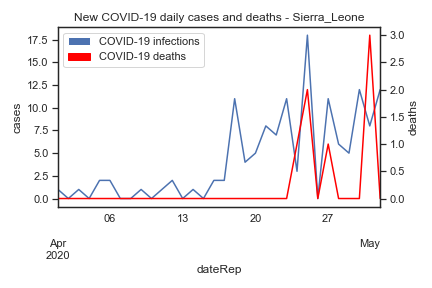 New COVID-19 daily cases and deaths - Sierra_Leone
COVID-19 infections
COVID-19 deaths
cases
17.5
15.0
12.5
10.0
7.5
5.0
2.5
0.0
deaths
3.0
2.5
2.0
1.5
1.0
0.5
0.0
06
13
20
27
Apr
2020
May
dateRep